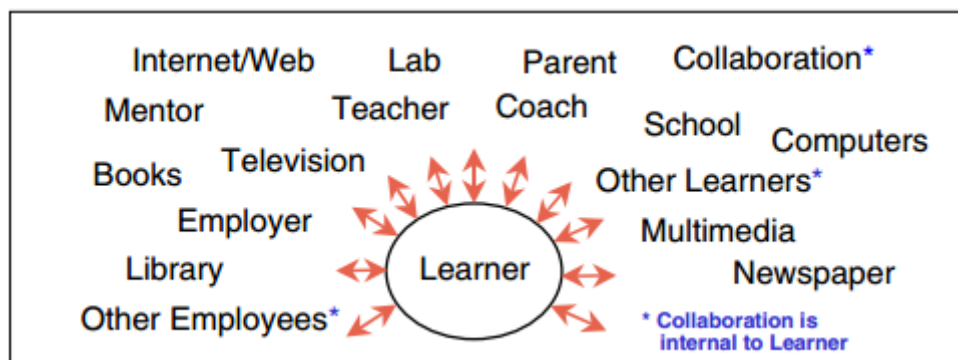 Internet/Web Lab Parent Collaboration*
Mentor Teacher Coach School Computers
Books Television Other Learners*
Employer Multimedia
Library Learner Newspaper
Other Employees* * Collaboration is
internal to Learner